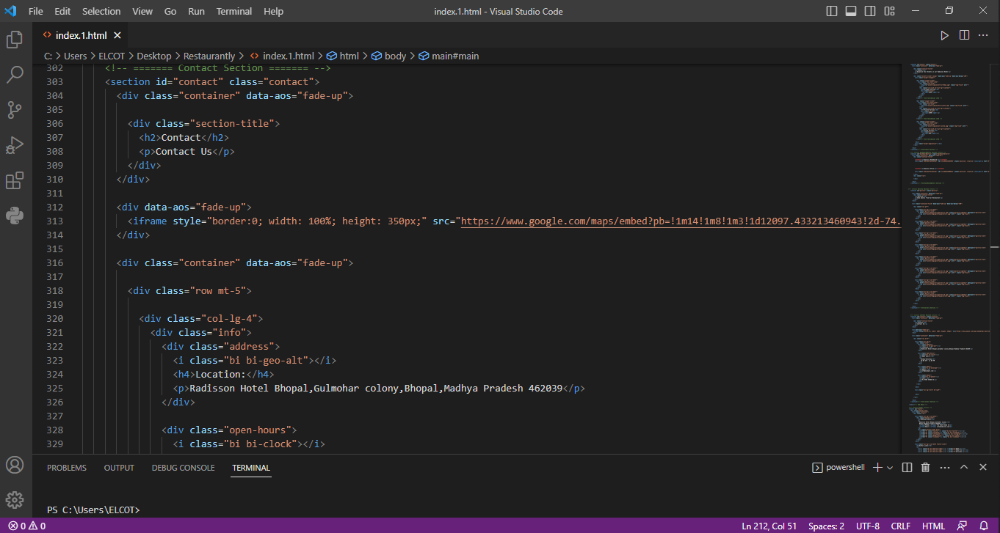 File Edit Selection View Go Run Terminal Help index.1.html - Visual Studio Code
index.1.html
C: > Users > ELCOT > Desktop > Restaurantly > index.1.html > html > body > main#main
302 <!-- ======= Contact Section ======= -->
303 <section id="contact" class="contact">
304 <div class="container" data-aos="fade-up">
305
306 <div class="section-title">
307 <h2>Contact</h2>
308 <p>Contact Us</p>
309 </div>
310 </div>
311
312 <div data-aos="fade-up">
313 <iframe style="border:0; width: 100%; height: 350px;" src="https://www.google.com/maps/embed?pb=!1m14!1m8!1m3!1d12097.433213460943!2d-74.
314 </div>
315
316 <div class="container" data-aos="fade-up">
317
318 <div class="row mt-5">
319
320 <div class="col-lg-4">
321 <div class="info">
322 <div class="address">
323 <i class="bi bi-geo-alt"></i>
324 <h4>Location:</h4>
325 <p>Radisson Hotel Bhopal,Gulmohar colony,Bhopal,Madhya Pradesh 462039</p>
326 </div>
327
328 <div class="open-hours">
329 <i class="bi bi-clock"></i>
PROBLEMS OUTPUT DEBUG CONSOLE TERMINAL powershell
PS C:\Users\ELCOT>
0 0 Ln 212, Col 51 Spaces: 2 UTF-8 CRLF HTML